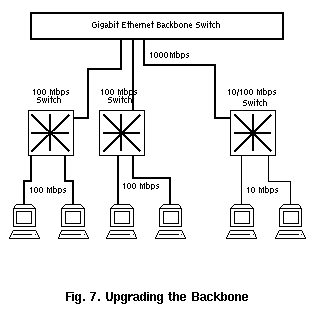 Gigabit Ethernet Backbone Switch
1000Mbps
100 Mbps
Switch
100 Mbps
Switch
10/100 Mbps
Switch
100 Mbps
100 Mbps
10 Mbps
Fig. 7. Upgrading the Backbone